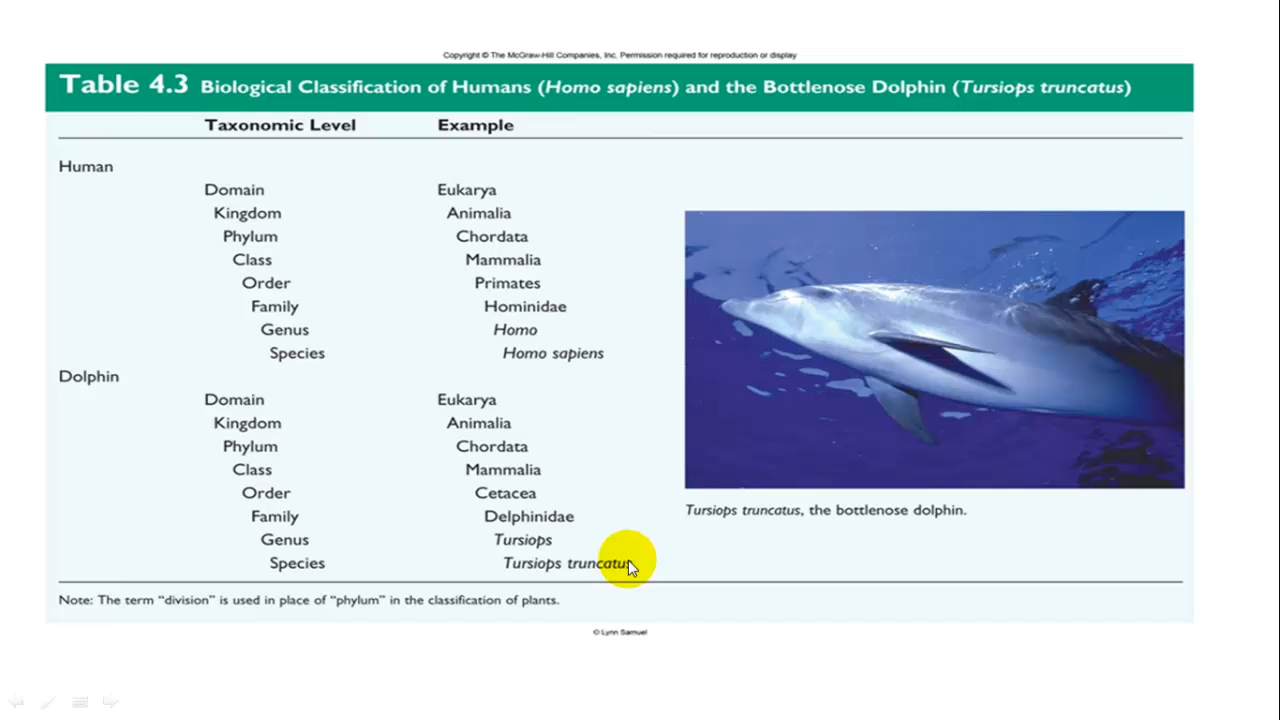 Copyright © The McGraw-Hill Companies, Inc. Permission required for reproduction or display
Table 4.3 Biological Classification of Humans (Homo sapiens) and the Bottlenose Dolphin (Tursiops truncatus)
Taxonomic Level Example
Human
Domain Eukarya
Kingdom Animalia
Phylum Chordata
Class Mammalia
Order Primates
Family Hominidae
Genus Homo
Species Homo sapiens
Dolphin
Domain Eukarya
Kingdom Animalia
Phylum Chordata
Class Mammalia
Order Cetacea
Family Delphinidae
Genus Tursiops
Species Tursiops truncatus
Tursiops truncatus, the bottlenose dolphin.
Note: The term “division” is used in place of “phylum” in the classification of plants.
© Lynn Samuel